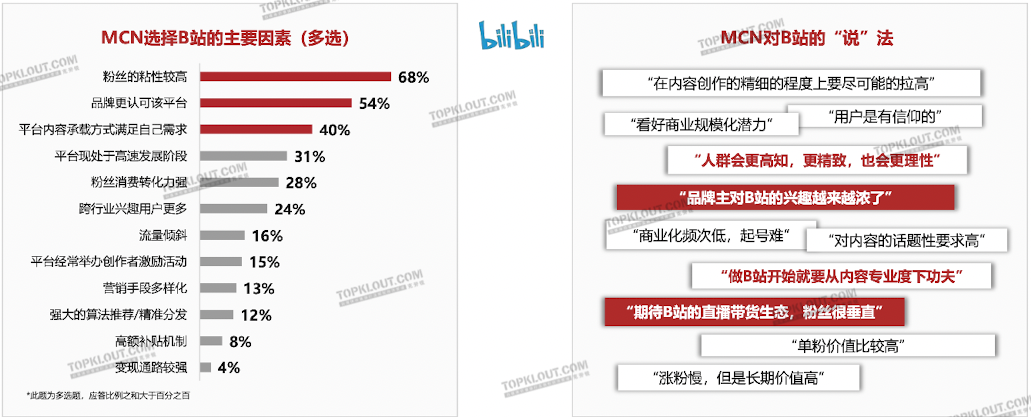 MCN选择B站的主要因素（多选）
粉丝的粘性较高 68%
品牌更认可该平台 54%
平台内容承载方式满足自己需求 40%
平台现处于高速发展阶段 31%
粉丝消费转化力强 28%
跨行业兴趣用户更多 24%
流量倾斜 16%
平台经常举办创作者激励活动 15%
营销手段多样化 13%
强大的算法推荐/精准分发 12%
高额补贴机制 8%
变现通路较强 4%
*此题为多选题，应答比例之和大于百分之百
bilibili
MCN对B站的“说”法
“在内容创作的精细的程度上要尽可能的拉高”
“用户是有信仰的”
“看好商业规模化潜力”
“人群会更高知，更精致，也会更理性”
“品牌主对B站的兴趣越来越浓了”
“商业化频次低，起号难”
“对内容的话题性要求高”
“做B站开始就要从内容专业度下功夫”
“期待B站的直播带货生态，粉丝很垂直”
“单粉价值比较高”
“涨粉慢，但是长期价值高”
TOPKLOUT.COM
TOPKLOUT.COM
TOPKLOUT.COM
TOPKLOUT.COM
TOPKLOUT.COM
TOPKLOUT.COM
TOPKLOUT.COM
TOPKLOUT.COM
TOPKLOUT.COM